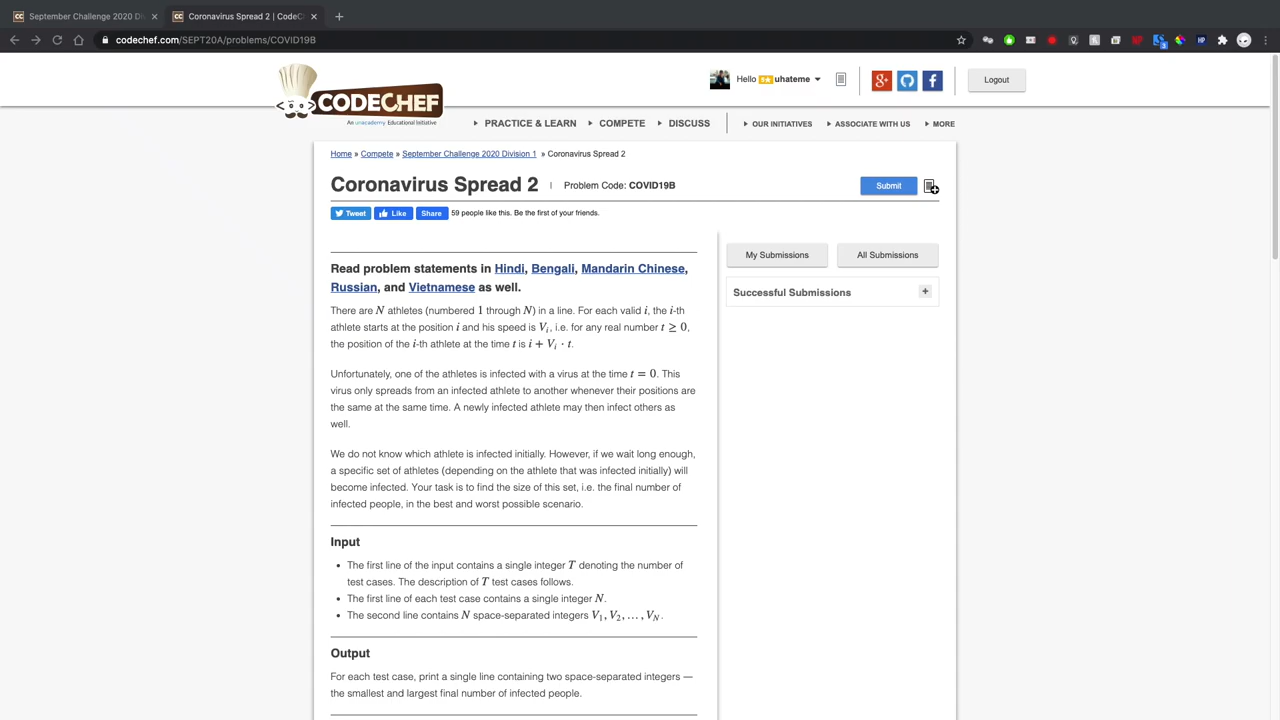 September Challenge 2020 Di
Coronavirus Spread 2 | CodeCh
codechef.com/SEPT20A/problems/COVID19B
CODECHEF
An unacademy Educational Initiative
Hello 5★ uhateme
Logout
PRACTICE & LEARN COMPETE DISCUSS OUR INITIATIVES ASSOCIATE WITH US MORE
Home » Compete » September Challenge 2020 Division 1 » Coronavirus Spread 2
Coronavirus Spread 2 | Problem Code: COVID19B
Submit
Tweet Like Share 59 people like this. Be the first of your friends.
My Submissions All Submissions
Successful Submissions +
Read problem statements in Hindi, Bengali, Mandarin Chinese,
Russian, and Vietnamese as well.
There are N athletes (numbered 1 through N) in a line. For each valid i, the i-th
athlete starts at the position i and his speed is Vi, i.e. for any real number t ≥ 0,
the position of the i-th athlete at the time t is i + Vi · t.
Unfortunately, one of the athletes is infected with a virus at the time t = 0. This
virus only spreads from an infected athlete to another whenever their positions are
the same at the same time. A newly infected athlete may then infect others as
well.
We do not know which athlete is infected initially. However, if we wait long enough,
a specific set of athletes (depending on the athlete that was infected initially) will
become infected. Your task is to find the size of this set, i.e. the final number of
infected people, in the best and worst possible scenario.
Input
• The first line of the input contains a single integer T denoting the number of
test cases. The description of T test cases follows.
• The first line of each test case contains a single integer N.
• The second line contains N space-separated integers V1, V2, …, VN.
Output
For each test case, print a single line containing two space-separated integers —
the smallest and largest final number of infected people.